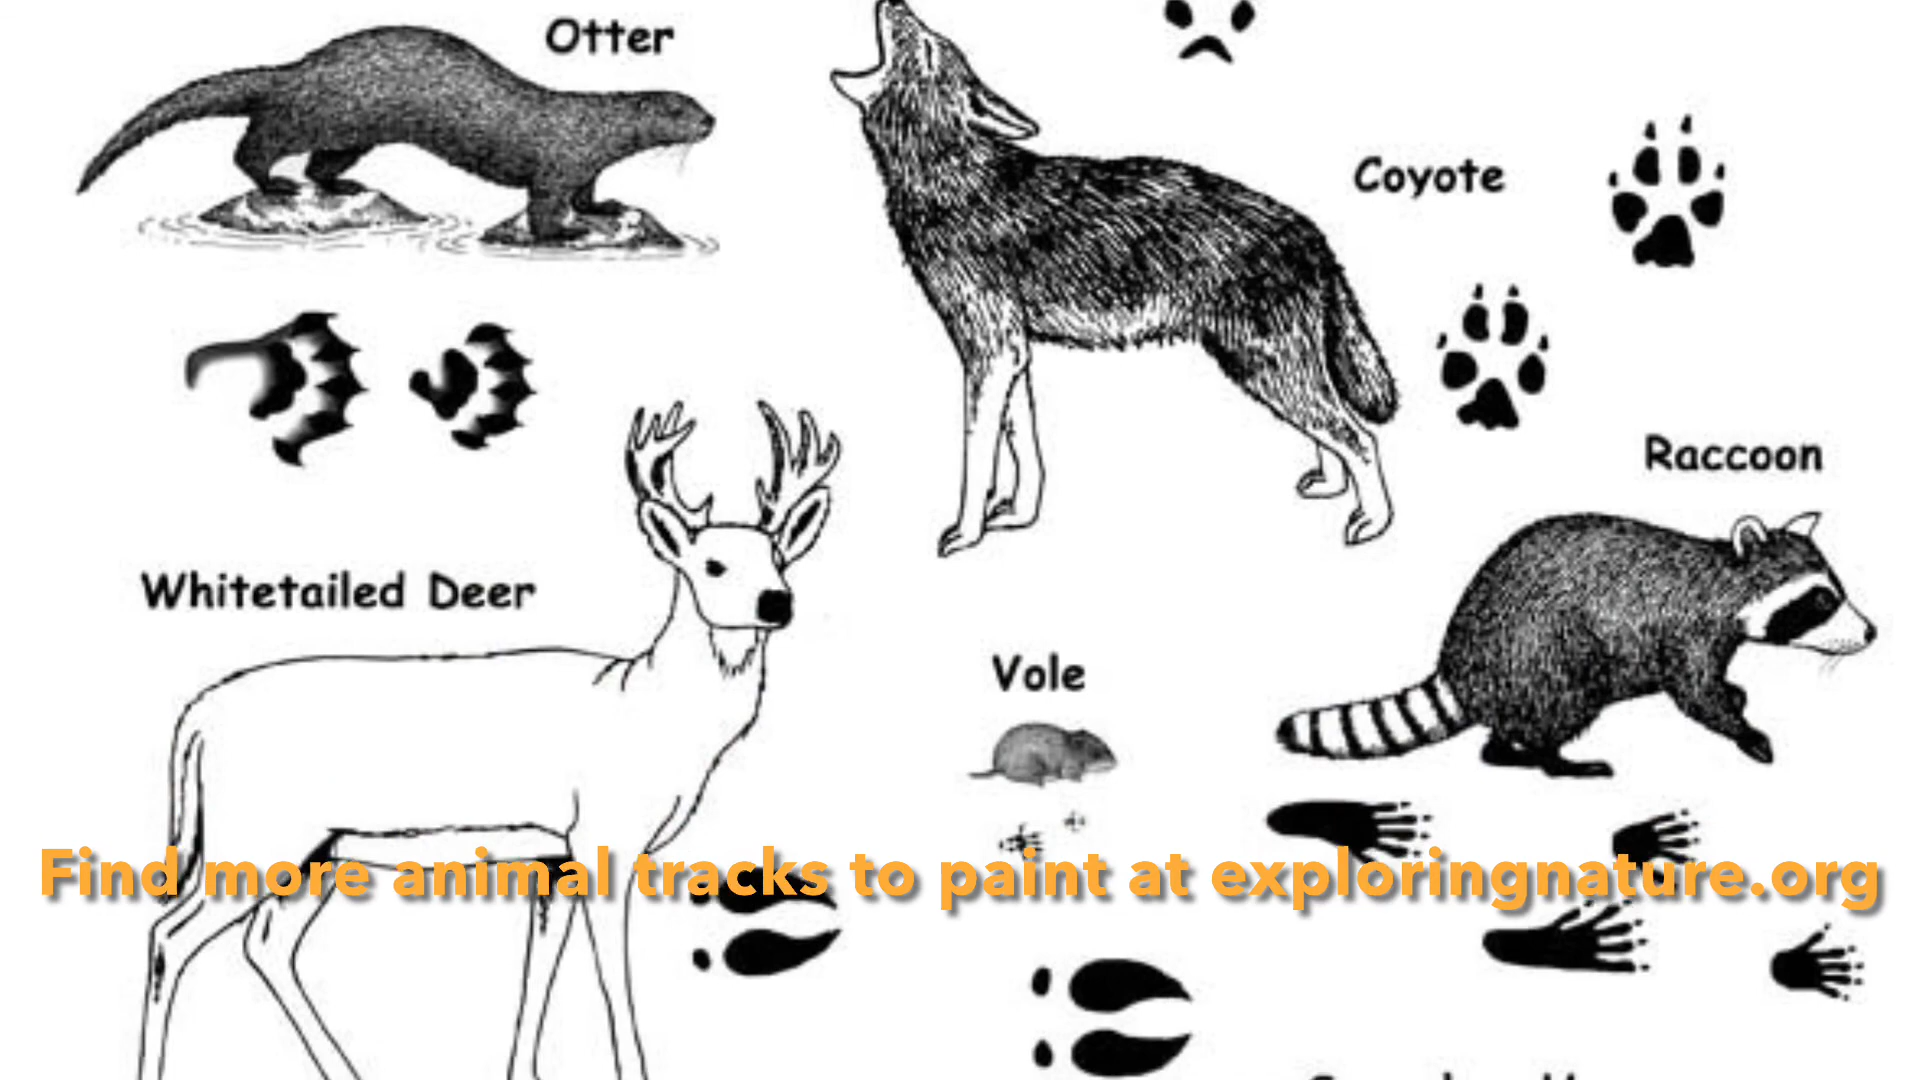 Otter
Coyote
Raccoon
Whitetailed Deer
Vole
Find more animal tracks to paint at exploringnature.org